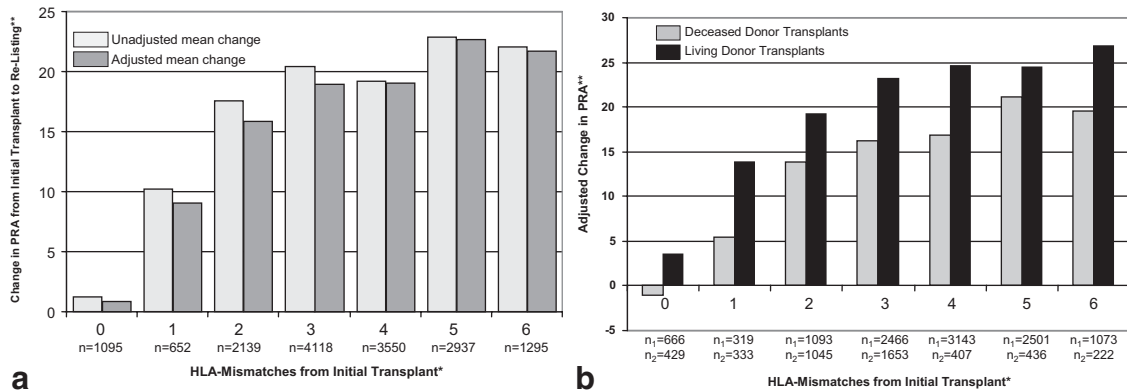 Change in PRA from Initial Transplant to Re-Listing**
25
20
15
10
5
0
Unadjusted mean change
Adjusted mean change
0 1 2 3 4 5 6
n=1095 n=652 n=2139 n=4118 n=3550 n=2937 n=1295
HLA-Mismatches from Initial Transplant*
a
Adjusted Change in PRA**
30
25
20
15
10
5
0
-5
Deceased Donor Transplants
Living Donor Transplants
0 1 2 3 4 5 6
n1=666 n1=319 n1=1093 n1=2466 n1=3143 n1=2501 n1=1073
n2=429 n2=333 n2=1045 n2=1653 n2=407 n2=436 n2=222
HLA-Mismatches from Initial Transplant*
b